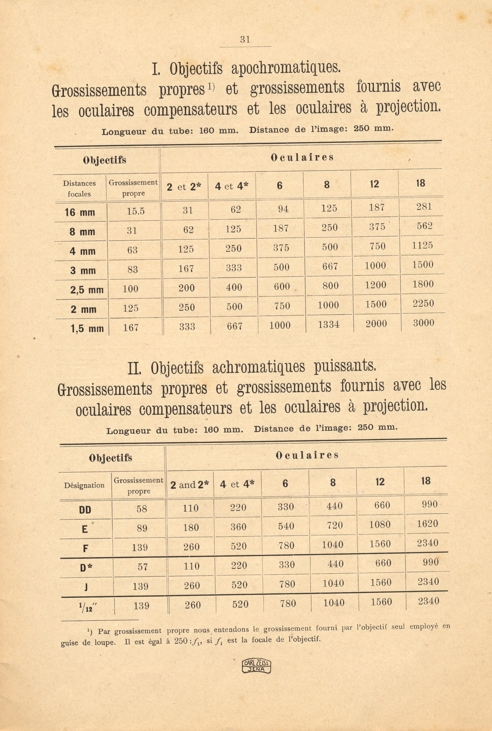 31
I. Objectifs apochromatiques.
Grossissements propres¹) et grossissements fournis avec
les oculaires compensateurs et les oculaires à projection.
Longueur du tube: 160 mm. Distance de l'image: 250 mm.
Objectifs Oculaires
Distances focales Grossissement propre 2 et 2* 4 et 4* 6 8 12 18
16 mm 15.5 31 62 94 125 187 281
8 mm 31 62 125 187 250 375 562
4 mm 63 125 250 375 500 750 1125
3 mm 83 167 333 500 667 1000 1500
2,5 mm 100 200 400 600 800 1200 1800
2 mm 125 250 500 750 1000 1500 2250
1,5 mm 167 333 667 1000 1334 2000 3000
II. Objectifs achromatiques puissants.
Grossissements propres et grossissements fournis avec les
oculaires compensateurs et les oculaires à projection.
Longueur du tube: 160 mm. Distance de l'image: 250 mm.
Objectifs Oculaires
Désignation Grossissement propre 2 and 2* 4 et 4* 6 8 12 18
DD 58 110 220 330 440 660 990
E 89 180 360 540 720 1080 1620
F 139 260 520 780 1040 1560 2340
D* 57 110 220 330 440 660 990
J 139 260 520 780 1040 1560 2340
1/12″ 139 260 520 780 1040 1560 2340
¹) Par grossissement propre nous entendons le grossissement fourni par l'objectif seul employé en
guise de loupe. Il est égal à 250 : f₁, si f₁ est la focale de l'objectif.
CARL ZEISS
JENA